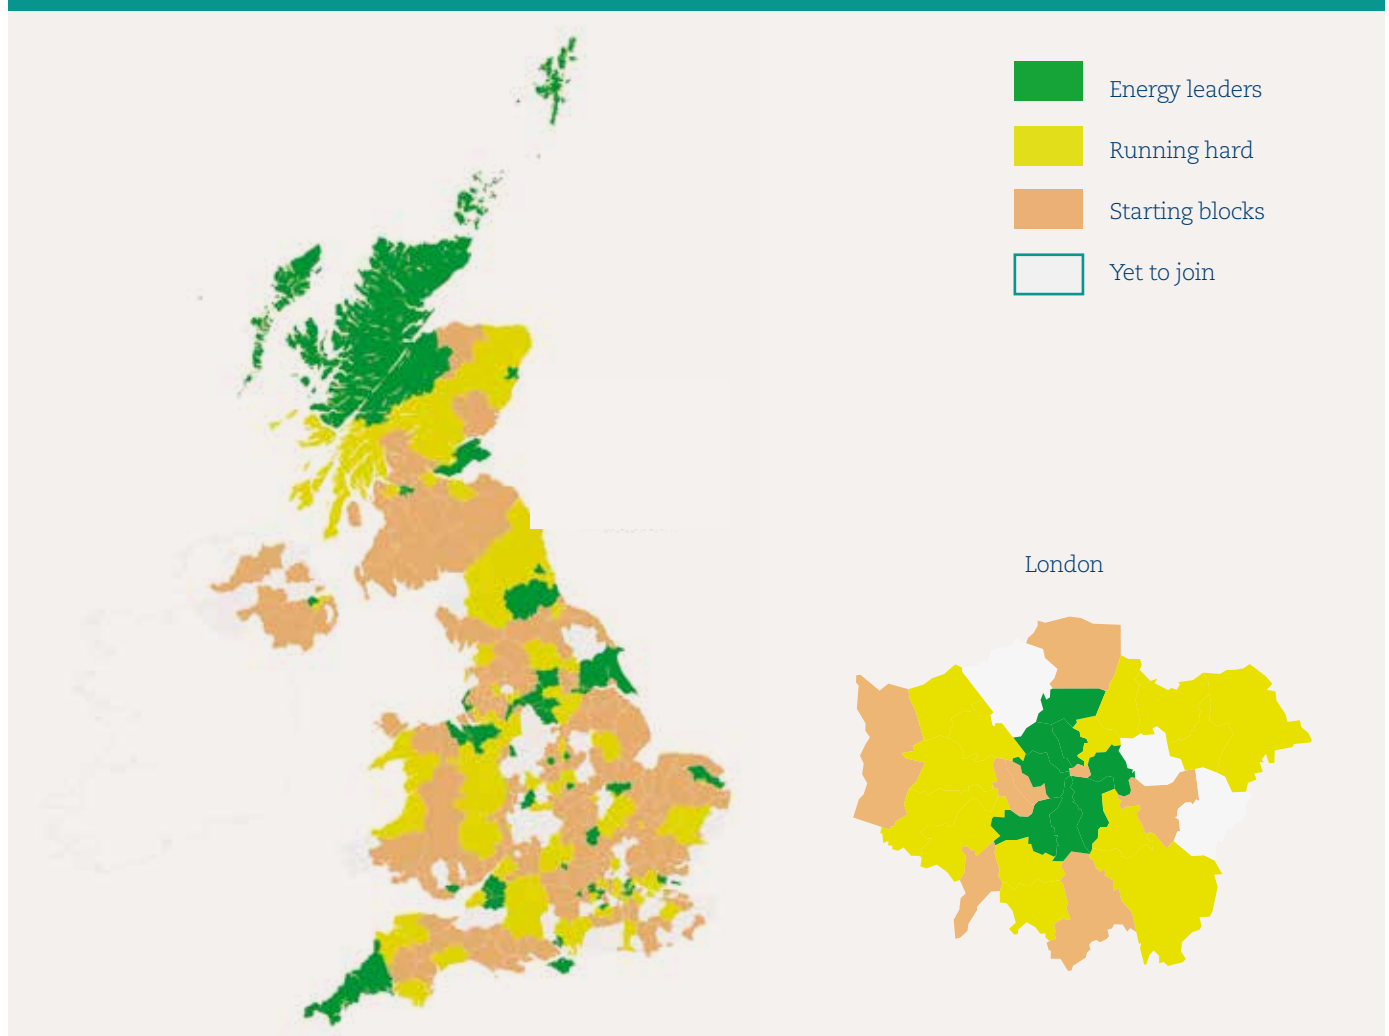 Energy leaders
Running hard
Starting blocks
Yet to join
London